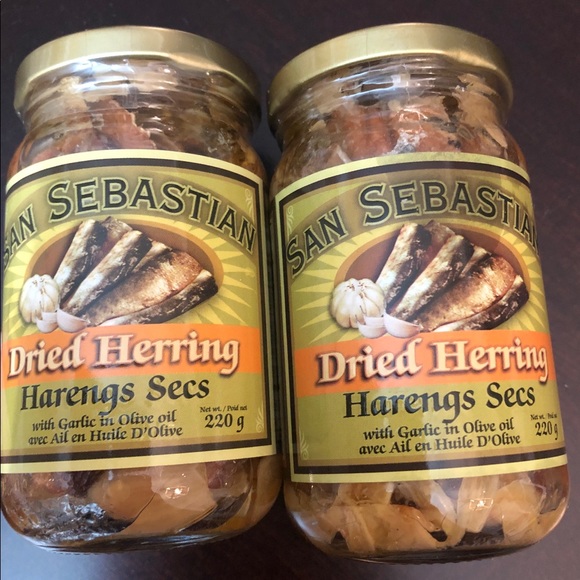 SAN SEBASTIAN
Dried Herring
Harengs Secs
with Garlic in Olive oil
avec Ail en Huile D'Olive
Net wt. / Poid net
220 g
SAN SEBASTIAN
Dried Herring
Harengs Secs
with Garlic in Olive oil
avec Ail en Huile D'Olive
Net wt. / Poid n
220 g